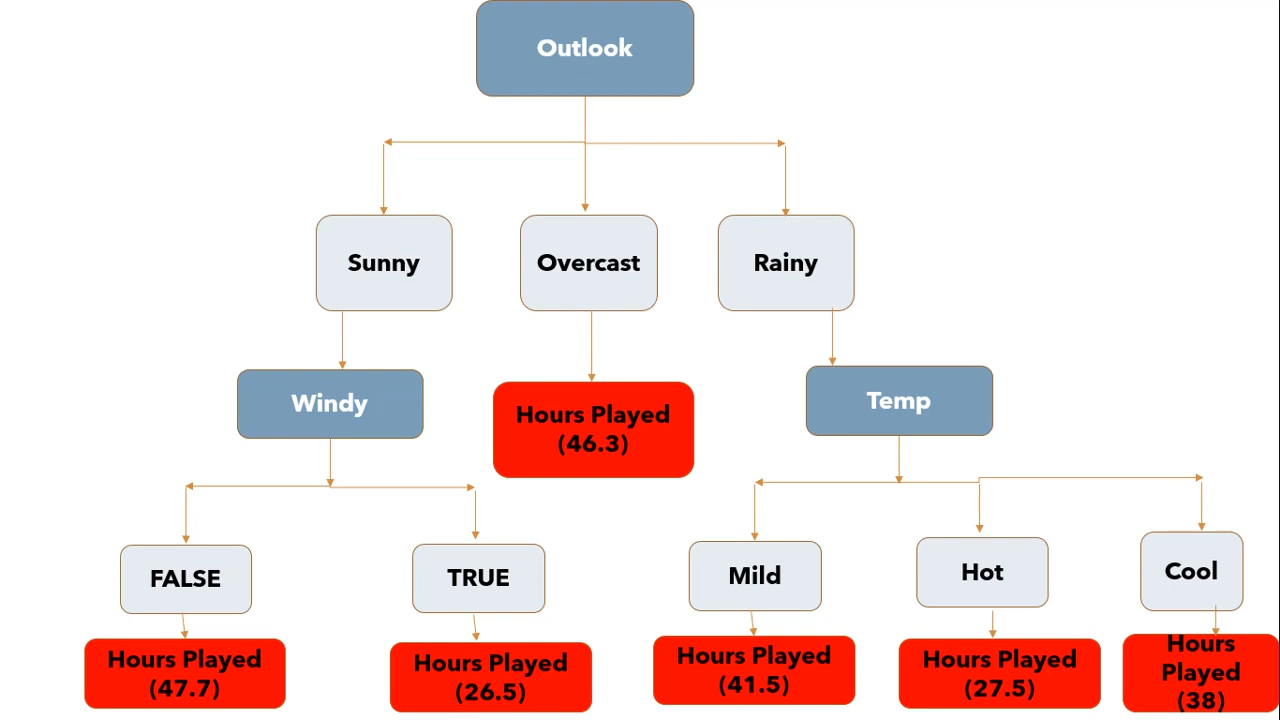 Outlook
Sunny
Overcast
Rainy
Windy
Hours Played
(46.3)
Temp
FALSE
TRUE
Mild
Hot
Cool
Hours Played
(47.7)
Hours Played
(26.5)
Hours Played
(41.5)
Hours Played
(27.5)
Hours
Played
(38)